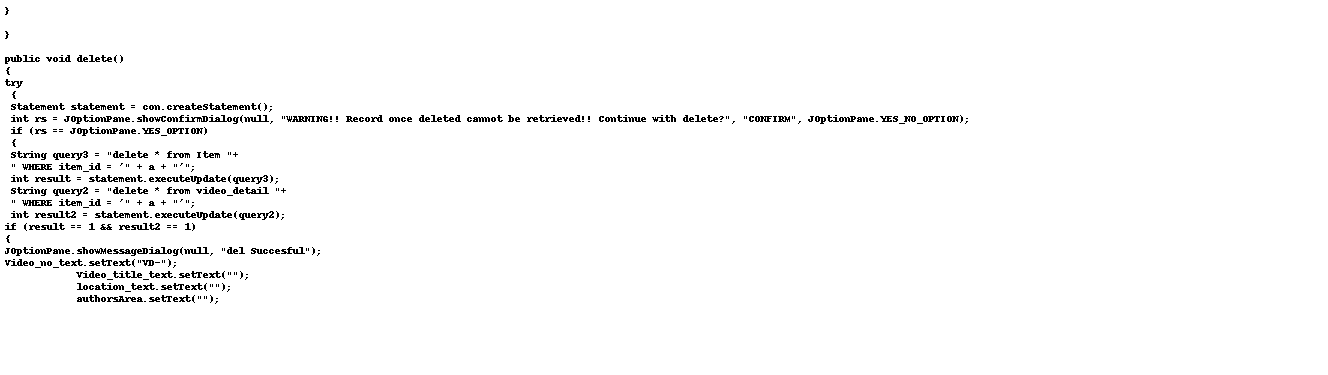 }
}
public void delete()
{
try
{
Statement statement = con.createStatement();
int rs = JOptionPane.showConfirmDialog(null, "WARNING!! Record once deleted cannot be retrieved!! Continue with delete?", "CONFIRM", JOptionPane.YES_NO_OPTION);
if (rs == JOptionPane.YES_OPTION)
{
String query3 = "delete * from Item "+
" WHERE item_id = '" + a + "'";
int result = statement.executeUpdate(query3);
String query2 = "delete * from video_detail "+
" WHERE item_id = '" + a + "'";
int result2 = statement.executeUpdate(query2);
if (result == 1 && result2 == 1)
{
JOptionPane.showMessageDialog(null, "del Succesful");
Video_no_text.setText("VD-");
Video_title_text.setText("");
location_text.setText("");
authorsArea.setText("");